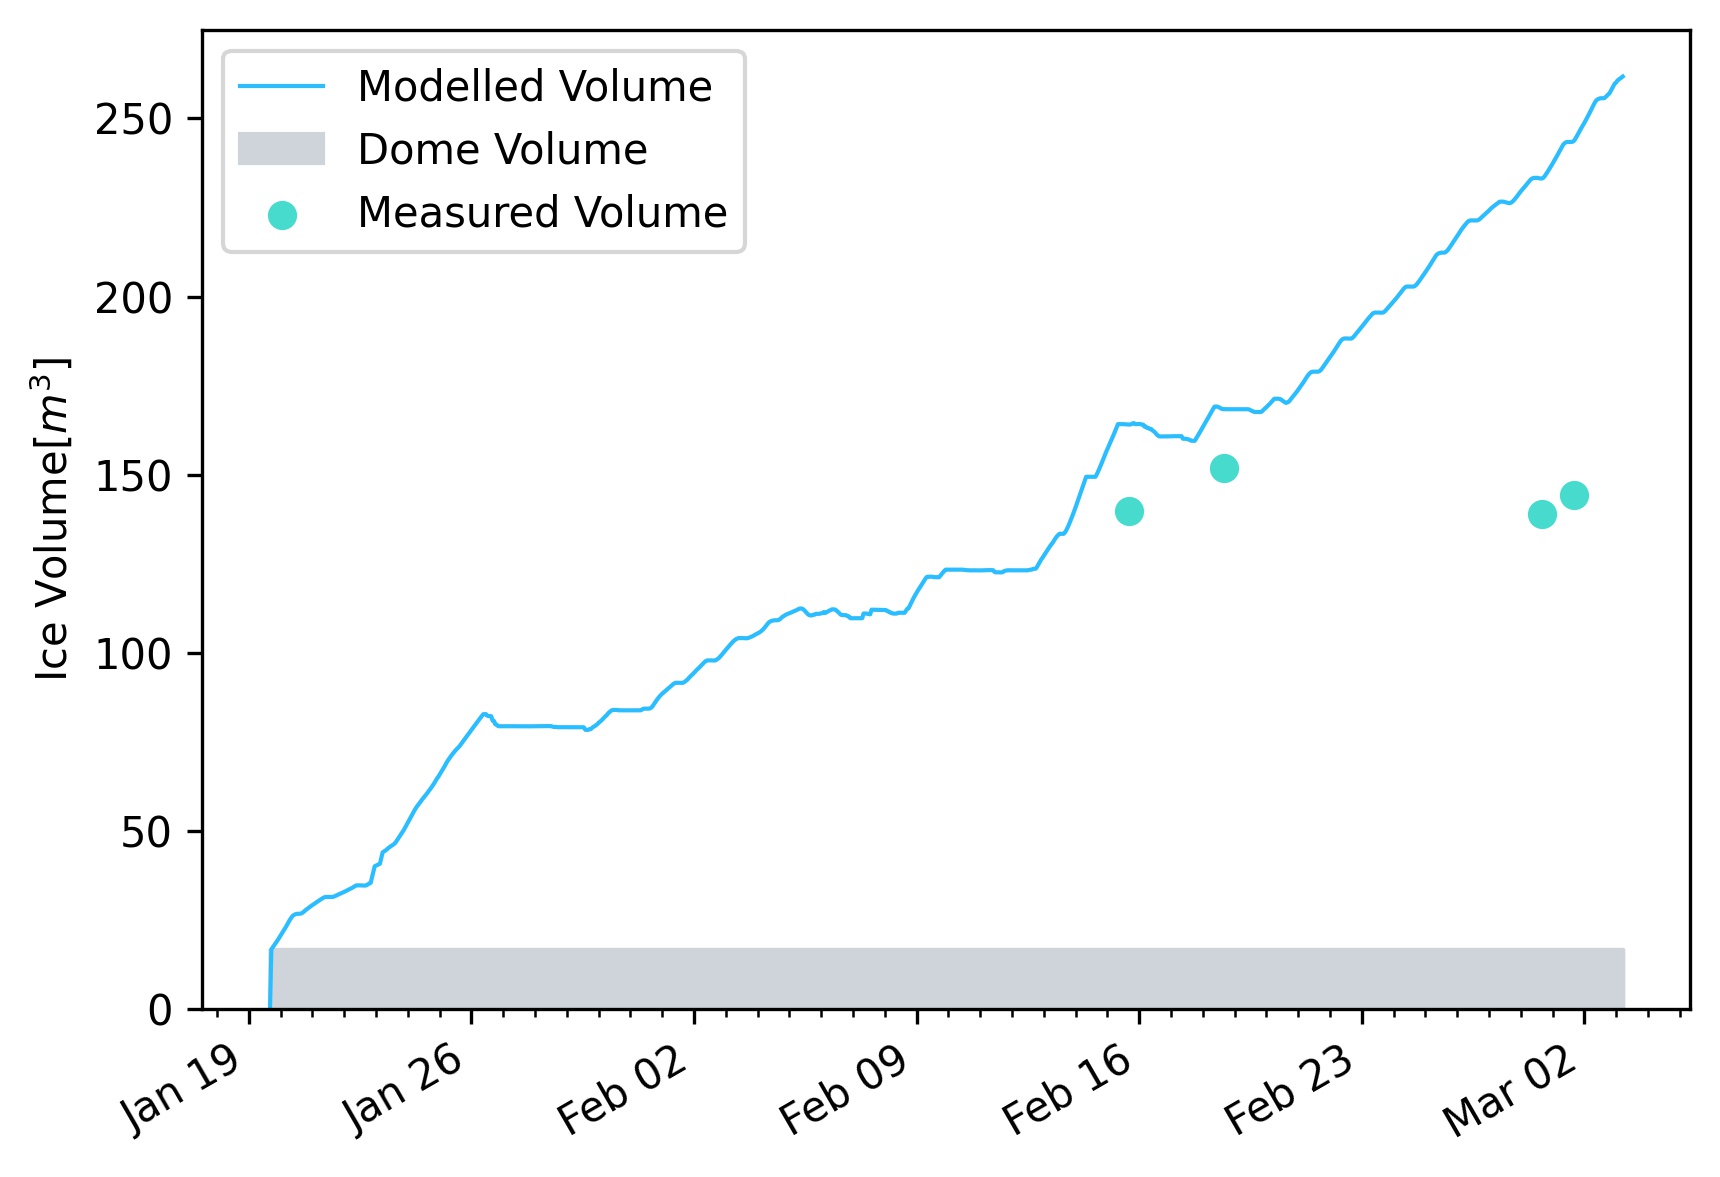 Modelled Volume
Dome Volume
Measured Volume
Ice Volume[$m^3$]
250
200
150
100
50
0
Jan 19
Jan 26
Feb 02
Feb 09
Feb 16
Feb 23
Mar 02